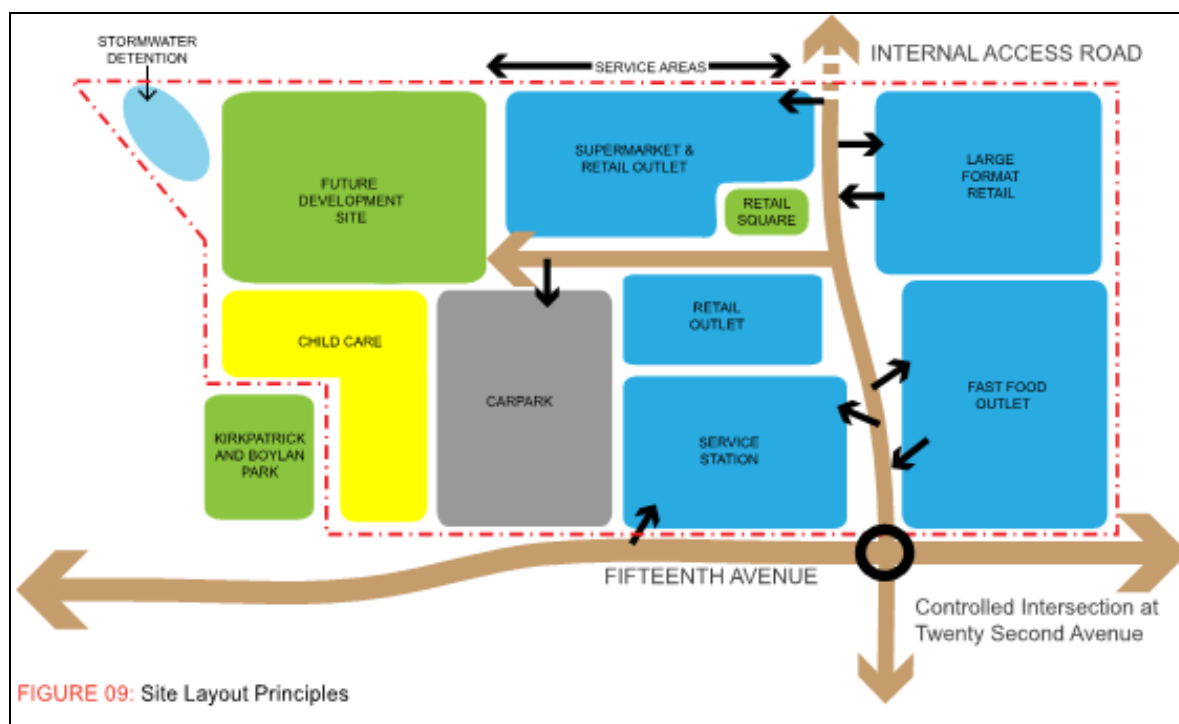 STORMWATER
DETENTION
SERVICE AREAS
INTERNAL ACCESS ROAD
SUPERMARKET &
RETAIL OUTLET
LARGE
FORMAT
RETAIL
FUTURE
DEVELOPMENT
SITE
RETAIL
SQUARE
RETAIL
OUTLET
CHILD CARE
CARPARK
FAST FOOD
OUTLET
KIRKPATRICK
AND BOYLAN
PARK
SERVICE
STATION
FIFTEENTH AVENUE
Controlled Intersection at
Twenty Second Avenue
FIGURE 09: Site Layout Principles